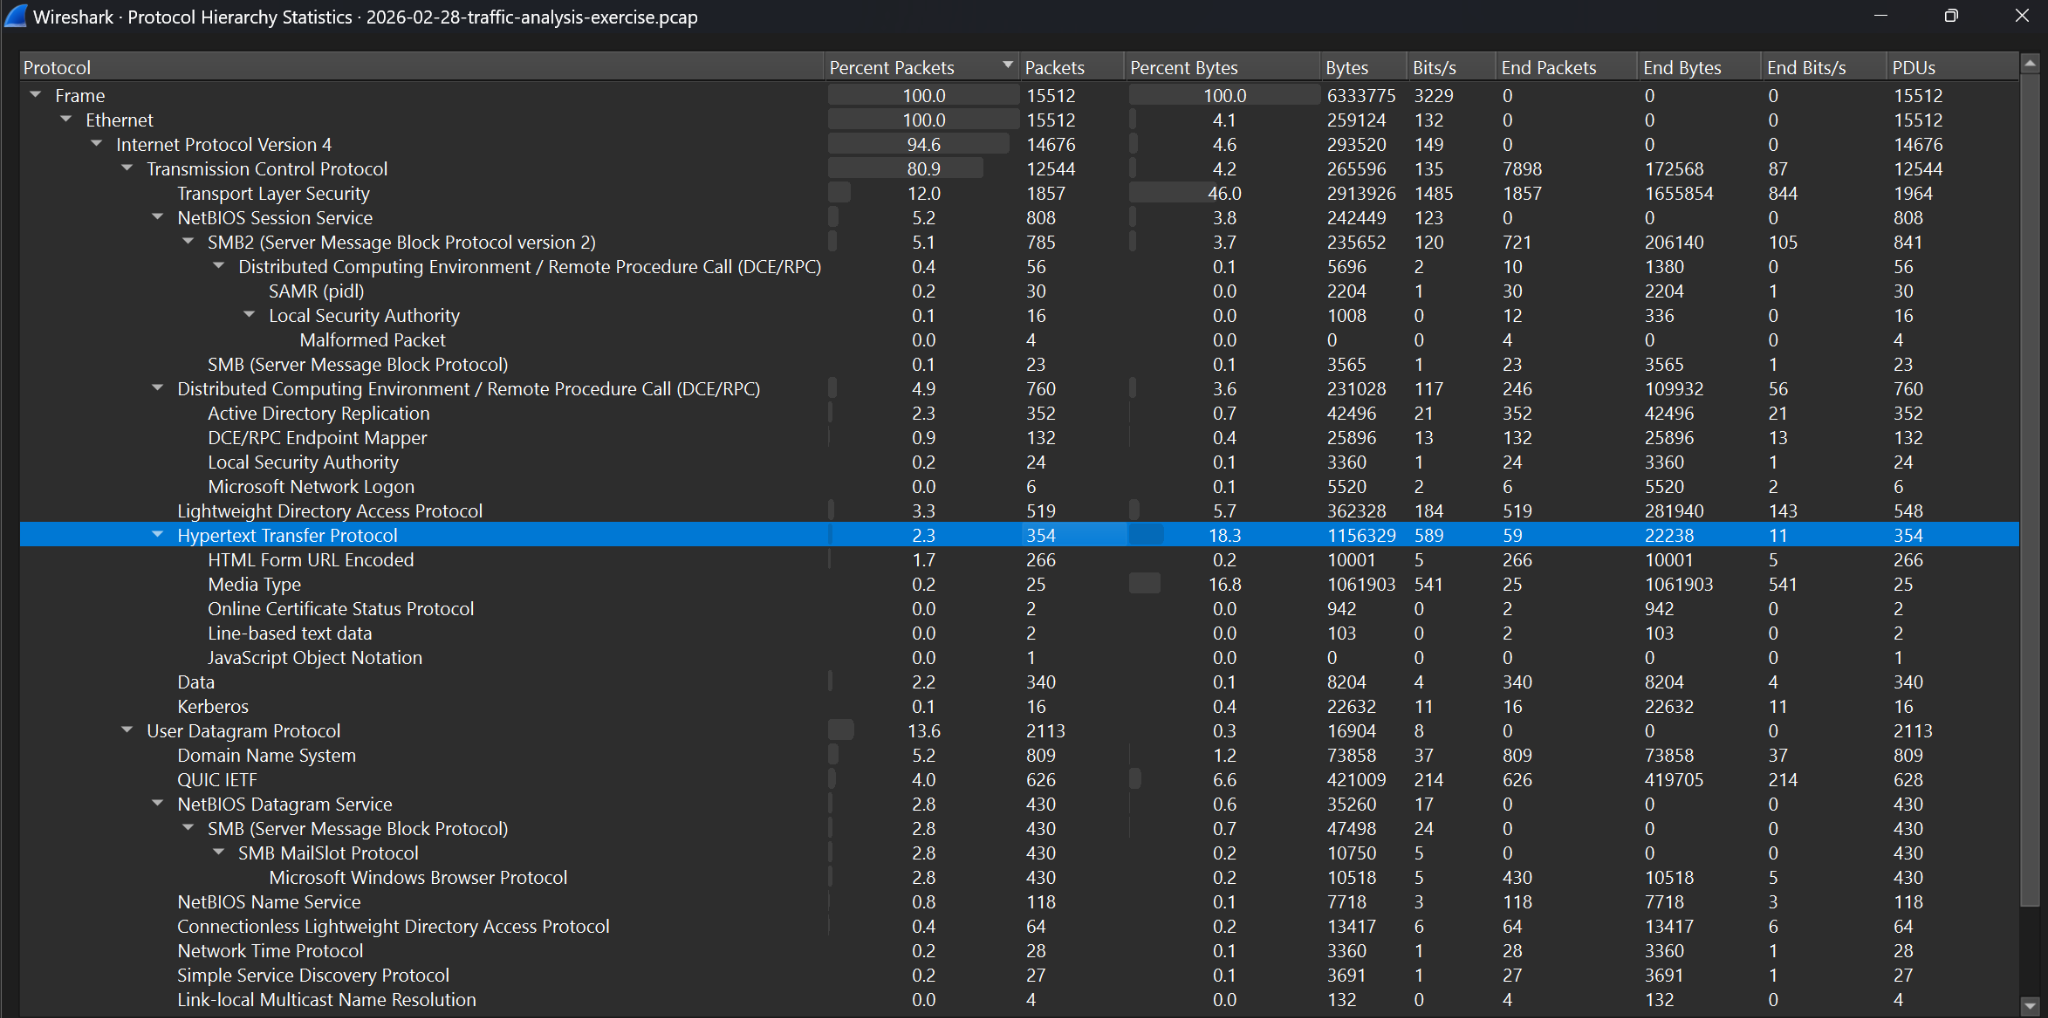 Wireshark · Protocol Hierarchy Statistics · 2026-02-28-traffic-analysis-exercise.pcap
Protocol Percent Packets Packets Percent Bytes Bytes Bits/s End Packets End Bytes End Bits/s PDUs
Frame 100.0 15512 100.0 6333775 3229 0 0 0 15512
Ethernet 100.0 15512 4.1 259124 132 0 0 0 15512
Internet Protocol Version 4 94.6 14676 4.6 293520 149 0 0 0 14676
Transmission Control Protocol 80.9 12544 4.2 265596 135 7898 172568 87 12544
Transport Layer Security 12.0 1857 46.0 2913926 1485 1857 1655854 844 1964
NetBIOS Session Service 5.2 808 3.8 242449 123 0 0 0 808
SMB2 (Server Message Block Protocol version 2) 5.1 785 3.7 235652 120 721 206140 105 841
Distributed Computing Environment / Remote Procedure Call (DCE/RPC) 0.4 56 0.1 5696 2 10 1380 0 56
SAMR (pidl) 0.2 30 0.0 2204 1 30 2204 1 30
Local Security Authority 0.1 16 0.0 1008 0 12 336 0 16
Malformed Packet 0.0 4 0.0 0 0 4 0 0 4
SMB (Server Message Block Protocol) 0.1 23 0.1 3565 1 23 3565 1 23
Distributed Computing Environment / Remote Procedure Call (DCE/RPC) 4.9 760 3.6 231028 117 246 109932 56 760
Active Directory Replication 2.3 352 0.7 42496 21 352 42496 21 352
DCE/RPC Endpoint Mapper 0.9 132 0.4 25896 13 132 25896 13 132
Local Security Authority 0.2 24 0.1 3360 1 24 3360 1 24
Microsoft Network Logon 0.0 6 0.1 5520 2 6 5520 2 6
Lightweight Directory Access Protocol 3.3 519 5.7 362328 184 519 281940 143 548
Hypertext Transfer Protocol 2.3 354 18.3 1156329 589 59 22238 11 354
HTML Form URL Encoded 1.7 266 0.2 10001 5 266 10001 5 266
Media Type 0.2 25 16.8 1061903 541 25 1061903 541 25
Online Certificate Status Protocol 0.0 2 0.0 942 0 2 942 0 2
Line-based text data 0.0 2 0.0 103 0 2 103 0 2
JavaScript Object Notation 0.0 1 0.0 0 0 0 0 0 1
Data 2.2 340 0.1 8204 4 340 8204 4 340
Kerberos 0.1 16 0.4 22632 11 16 22632 11 16
User Datagram Protocol 13.6 2113 0.3 16904 8 0 0 0 2113
Domain Name System 5.2 809 1.2 73858 37 809 73858 37 809
QUIC IETF 4.0 626 6.6 421009 214 626 419705 214 628
NetBIOS Datagram Service 2.8 430 0.6 35260 17 0 0 0 430
SMB (Server Message Block Protocol) 2.8 430 0.7 47498 24 0 0 0 430
SMB MailSlot Protocol 2.8 430 0.2 10750 5 0 0 0 430
Microsoft Windows Browser Protocol 2.8 430 0.2 10518 5 430 10518 5 430
NetBIOS Name Service 0.8 118 0.1 7718 3 118 7718 3 118
Connectionless Lightweight Directory Access Protocol 0.4 64 0.2 13417 6 64 13417 6 64
Network Time Protocol 0.2 28 0.1 3360 1 28 3360 1 28
Simple Service Discovery Protocol 0.2 27 0.1 3691 1 27 3691 1 27
Link-local Multicast Name Resolution 0.0 4 0.0 132 0 4 132 0 4